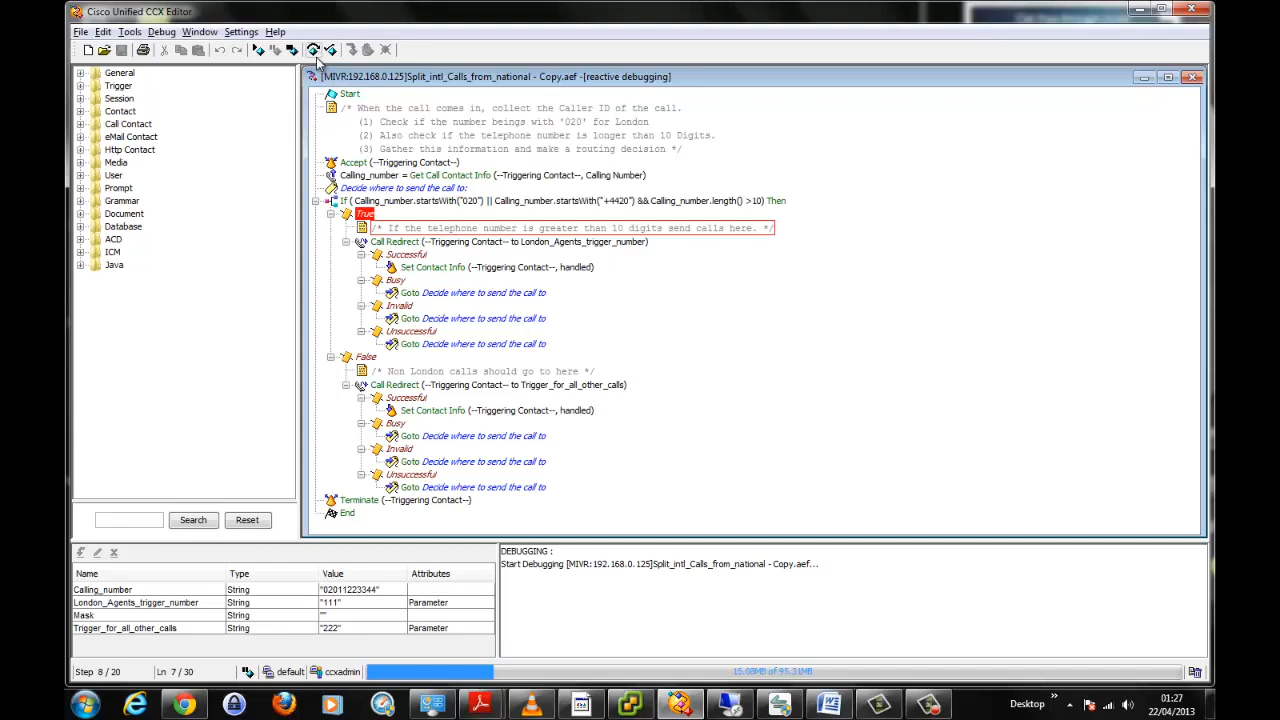 Cisco Unified CCX Editor
File Edit Tools Debug Window Settings Help
General
Trigger
Session
Contact
Call Contact
eMail Contact
Http Contact
Media
User
Prompt
Grammar
Document
Database
ACD
ICM
Java
Search Reset
[MIVR:192.168.0.125]Split_intl_Calls_from_national - Copy.aef -[reactive debugging]
Start
/* When the call comes in, collect the Caller ID of the call.
(1) Check if the number beings with '020' for London
(2) Also check if the telephone number is longer than 10 Digits.
(3) Gather this information and make a routing decision */
Accept (--Triggering Contact--)
Calling_number = Get Call Contact Info (--Triggering Contact--, Calling Number)
Decide where to send the call to:
If ( Calling_number.startsWith("020") || Calling_number.startsWith("+4420") && Calling_number.length() >10) Then
True
/* If the telephone number is greater than 10 digits send calls here. */
Call Redirect (--Triggering Contact-- to London_Agents_trigger_number)
Successful
Set Contact Info (--Triggering Contact--, handled)
Busy
Goto Decide where to send the call to
Invalid
Goto Decide where to send the call to
Unsuccessful
Goto Decide where to send the call to
False
/* Non London calls should go to here */
Call Redirect (--Triggering Contact-- to Trigger_for_all_other_calls)
Successful
Set Contact Info (--Triggering Contact--, handled)
Busy
Goto Decide where to send the call to
Invalid
Goto Decide where to send the call to
Unsuccessful
Goto Decide where to send the call to
Terminate (--Triggering Contact--)
End
Name Type Value Attributes
Calling_number String "02011223344"
London_Agents_trigger_number String "111" Parameter
Mask String ""
Trigger_for_all_other_calls String "222" Parameter
DEBUGGING :
Start Debugging [MIVR:192.168.0.125]Split_intl_Calls_from_national - Copy.aef...
Step 8 / 20 Ln 7 / 30 default ccxadmin 15.08MB of 95.31MB
Desktop 01:27
22/04/2013